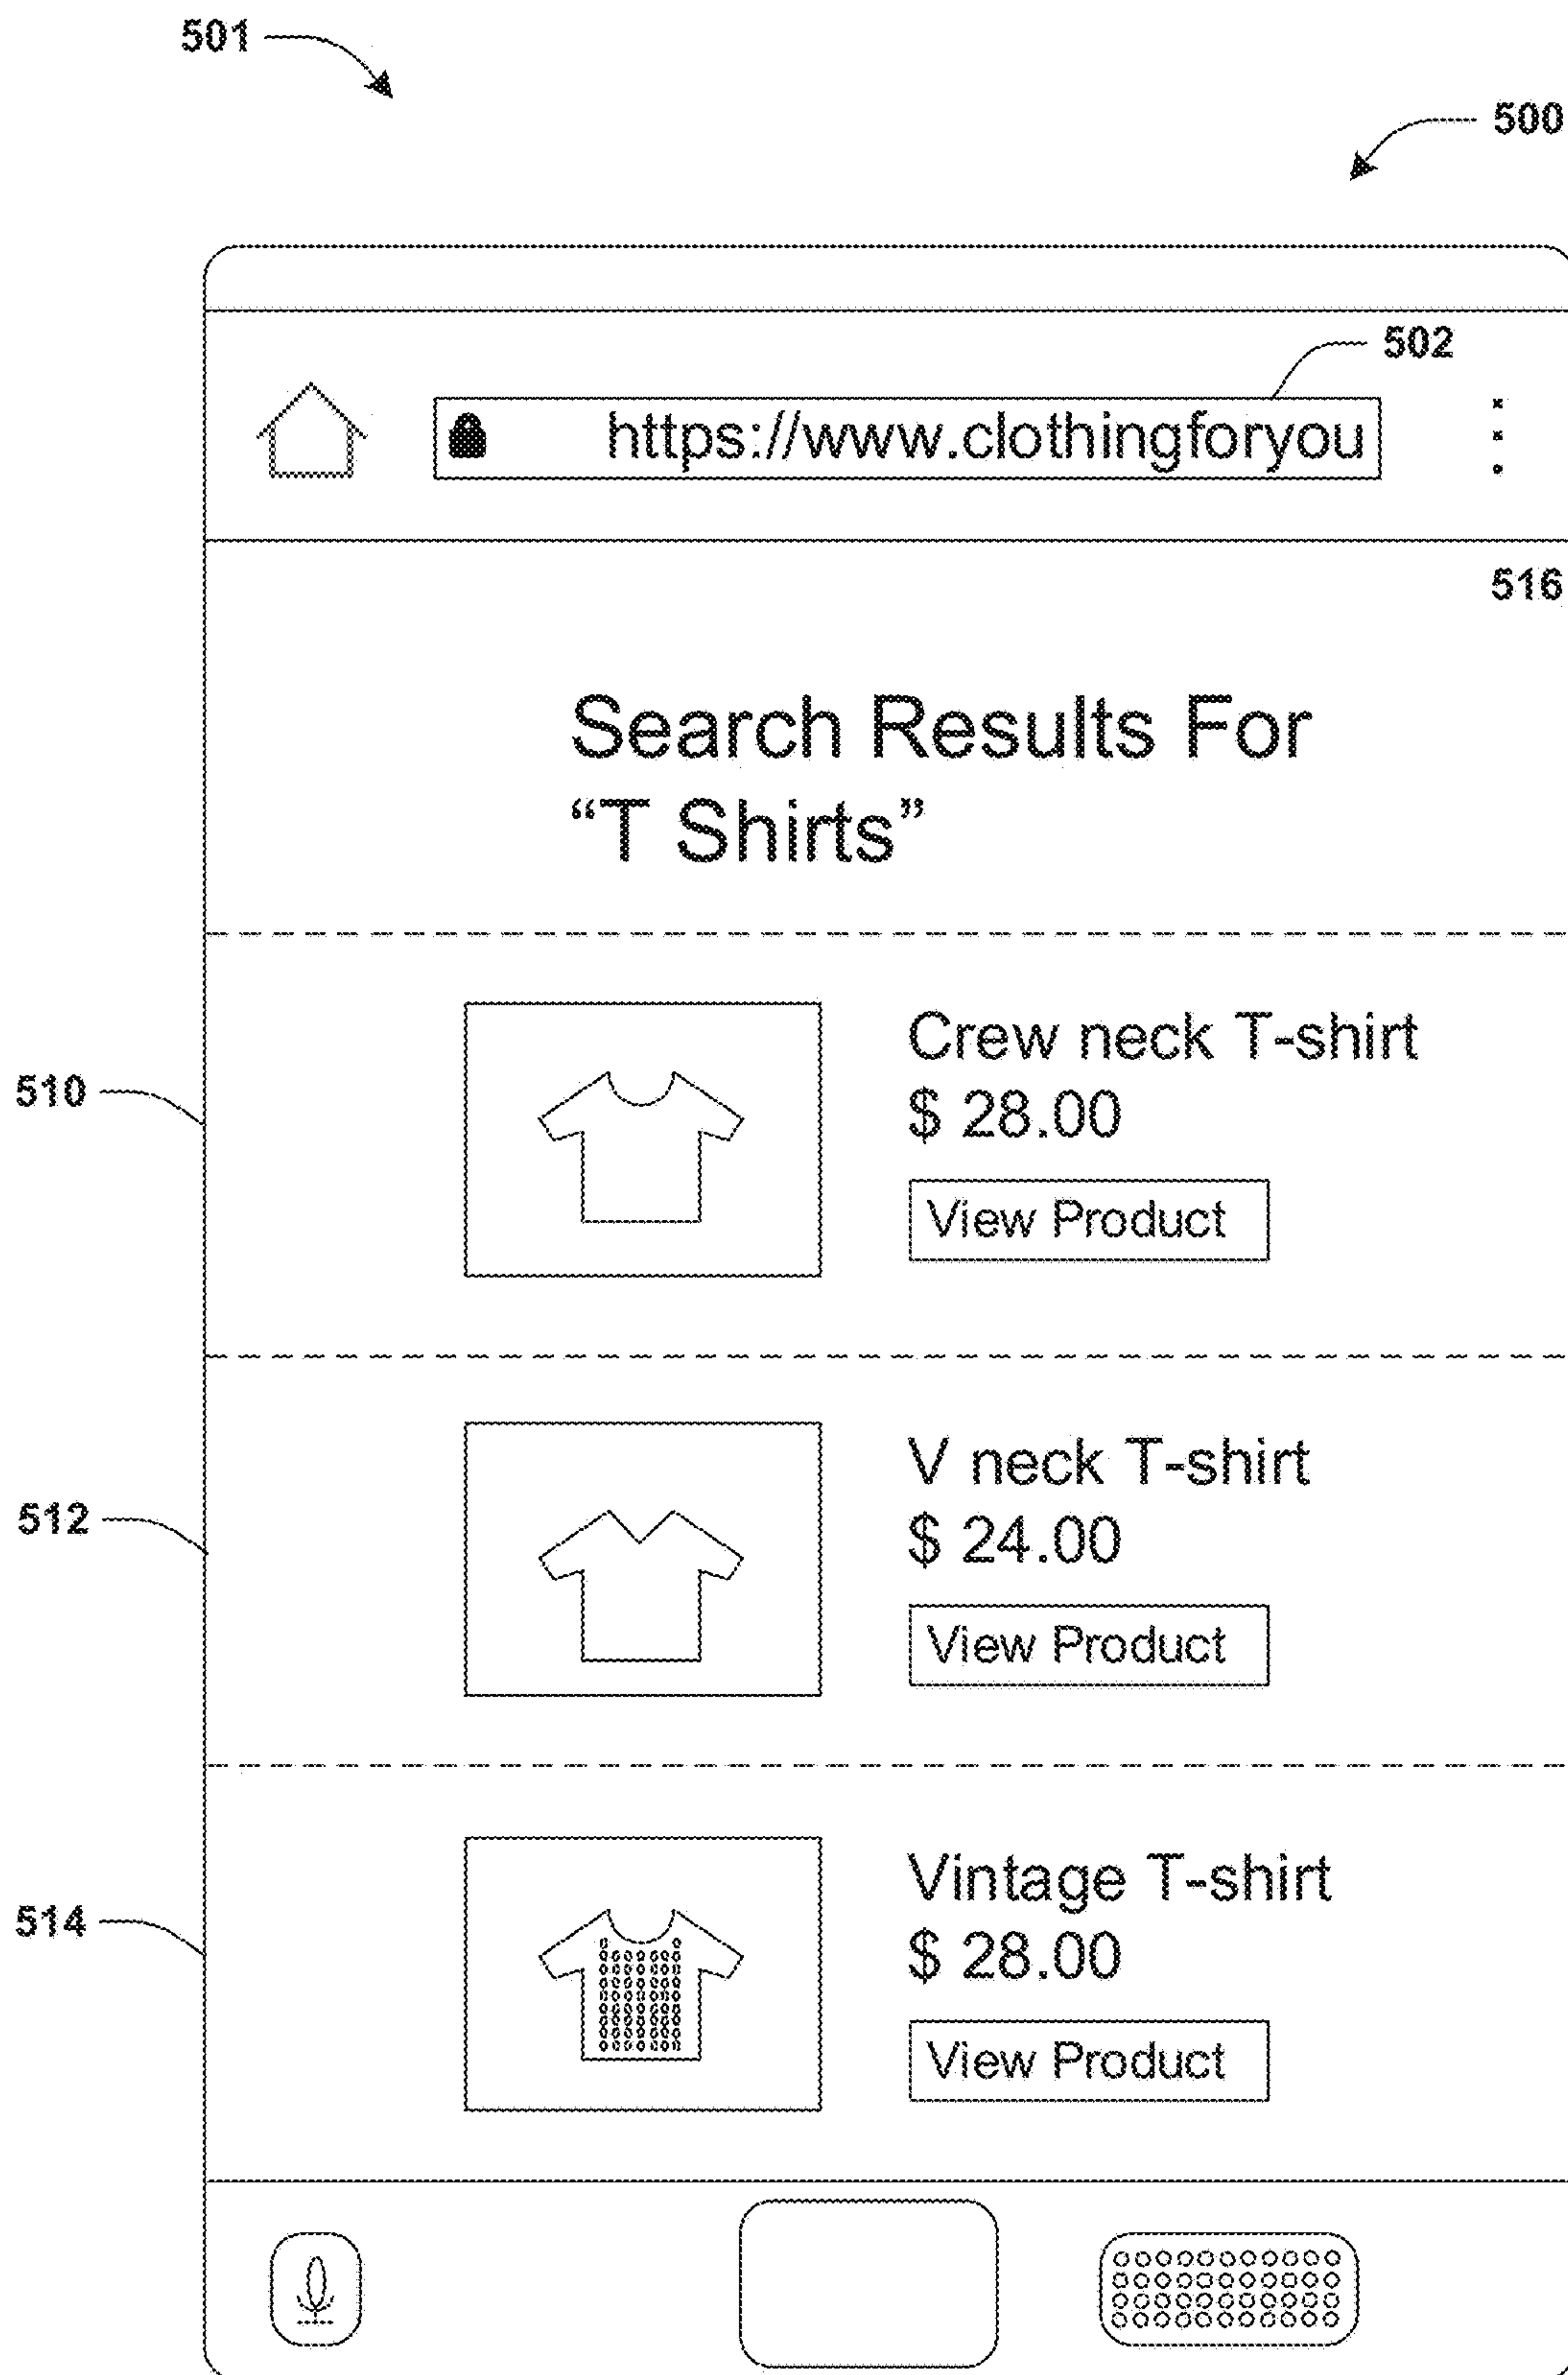 501
500
502
https://www.clothingforyou
516
Search Results For
“T Shirts”
510
Crew neck T-shirt
$ 28.00
View Product
512
V neck T-shirt
$ 24.00
View Product
514
Vintage T-shirt
$ 28.00
View Product